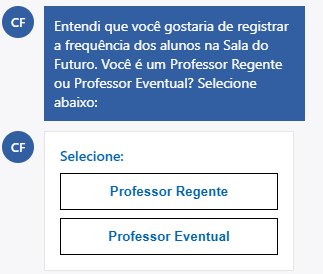 CF
Entendi que você gostaria de registrar
a frequência dos alunos na Sala do
Futuro. Você é um Professor Regente
ou Professor Eventual? Selecione
abaixo:
CF
Selecione:
Professor Regente
Professor Eventual